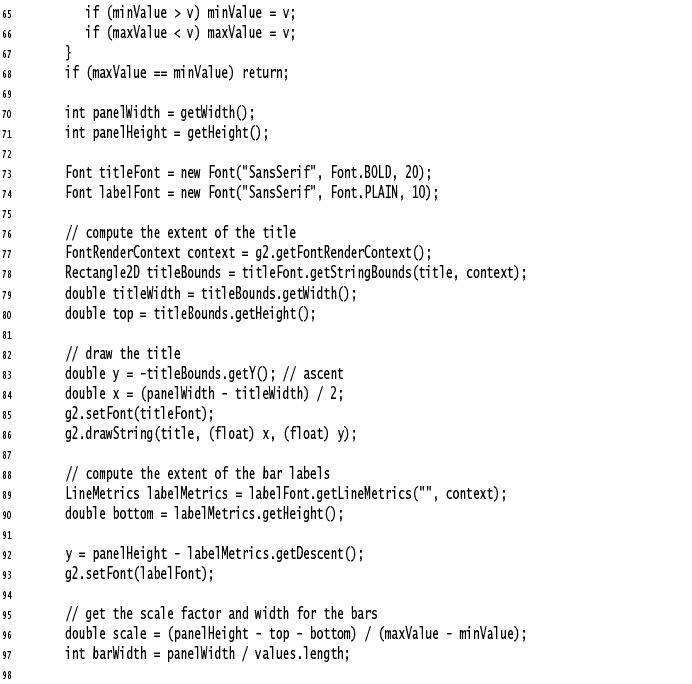 65 if (minValue > v) minValue = v;
66 if (maxValue < v) maxValue = v;
67 }
68 if (maxValue == minValue) return;
69
70 int panelWidth = getWidth();
71 int panelHeight = getHeight();
72
73 Font titleFont = new Font("SansSerif", Font.BOLD, 20);
74 Font labelFont = new Font("SansSerif", Font.PLAIN, 10);
75
76 // compute the extent of the title
77 FontRenderContext context = g2.getFontRenderContext();
78 Rectangle2D titleBounds = titleFont.getStringBounds(title, context);
79 double titleWidth = titleBounds.getWidth();
80 double top = titleBounds.getHeight();
81
82 // draw the title
83 double y = -titleBounds.getY(); // ascent
84 double x = (panelWidth - titleWidth) / 2;
85 g2.setFont(titleFont);
86 g2.drawString(title, (float) x, (float) y);
87
88 // compute the extent of the bar labels
89 LineMetrics labelMetrics = labelFont.getLineMetrics("", context);
90 double bottom = labelMetrics.getHeight();
91
92 y = panelHeight - labelMetrics.getDescent();
93 g2.setFont(labelFont);
94
95 // get the scale factor and width for the bars
96 double scale = (panelHeight - top - bottom) / (maxValue - minValue);
97 int barWidth = panelWidth / values.length;
98